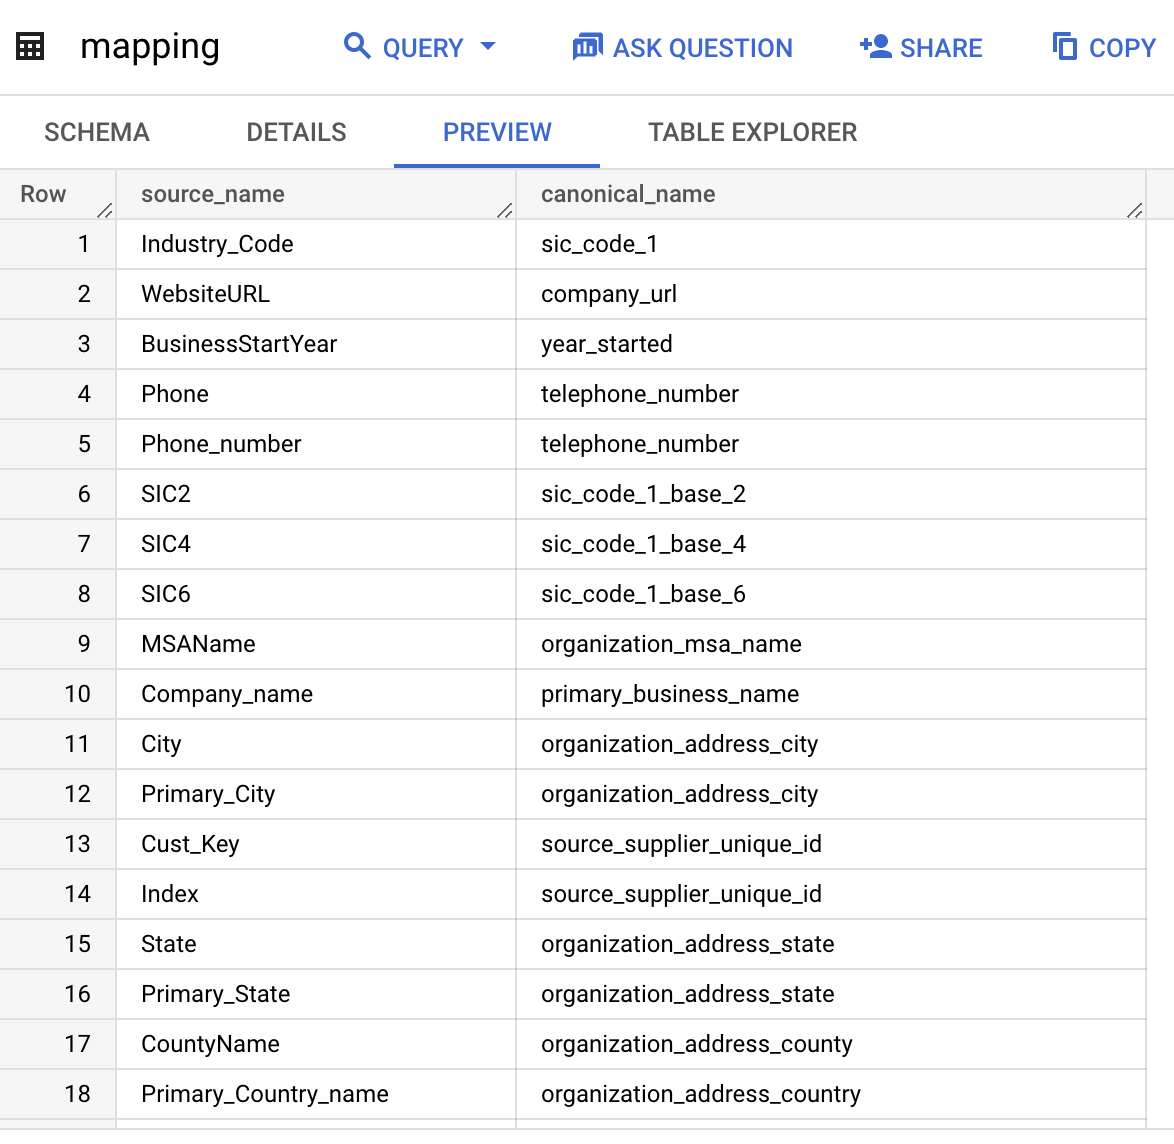 mapping QUERY ASK QUESTION SHARE COPY
SCHEMA DETAILS PREVIEW TABLE EXPLORER
Row source_name canonical_name
1 Industry_Code sic_code_1
2 WebsiteURL company_url
3 BusinessStartYear year_started
4 Phone telephone_number
5 Phone_number telephone_number
6 SIC2 sic_code_1_base_2
7 SIC4 sic_code_1_base_4
8 SIC6 sic_code_1_base_6
9 MSAName organization_msa_name
10 Company_name primary_business_name
11 City organization_address_city
12 Primary_City organization_address_city
13 Cust_Key source_supplier_unique_id
14 Index source_supplier_unique_id
15 State organization_address_state
16 Primary_State organization_address_state
17 CountyName organization_address_county
18 Primary_Country_name organization_address_country